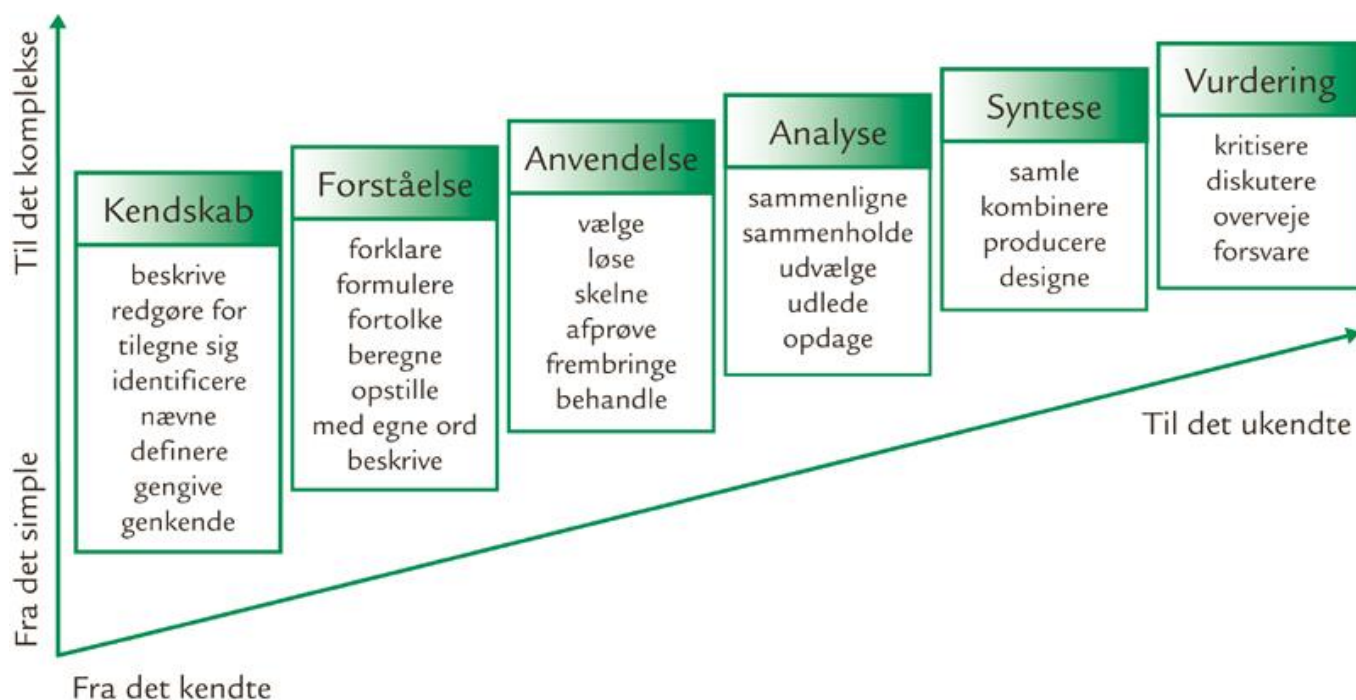 Til det komplekse
Fra det simple
Kendskab
beskrive
redgøre for
tilegne sig
identificere
nævne
definere
gengive
genkende
Forståelse
forklare
formulere
fortolke
beregne
opstille
med egne ord
beskrive
Anvendelse
vælge
løse
skelne
afprøve
frembringe
behandle
Analyse
sammenligne
sammenholde
udvælge
udlede
opdage
Syntese
samle
kombinere
producere
designe
Vurdering
kritisere
diskutere
overveje
forsvare
Til det ukendte
Fra det kendte